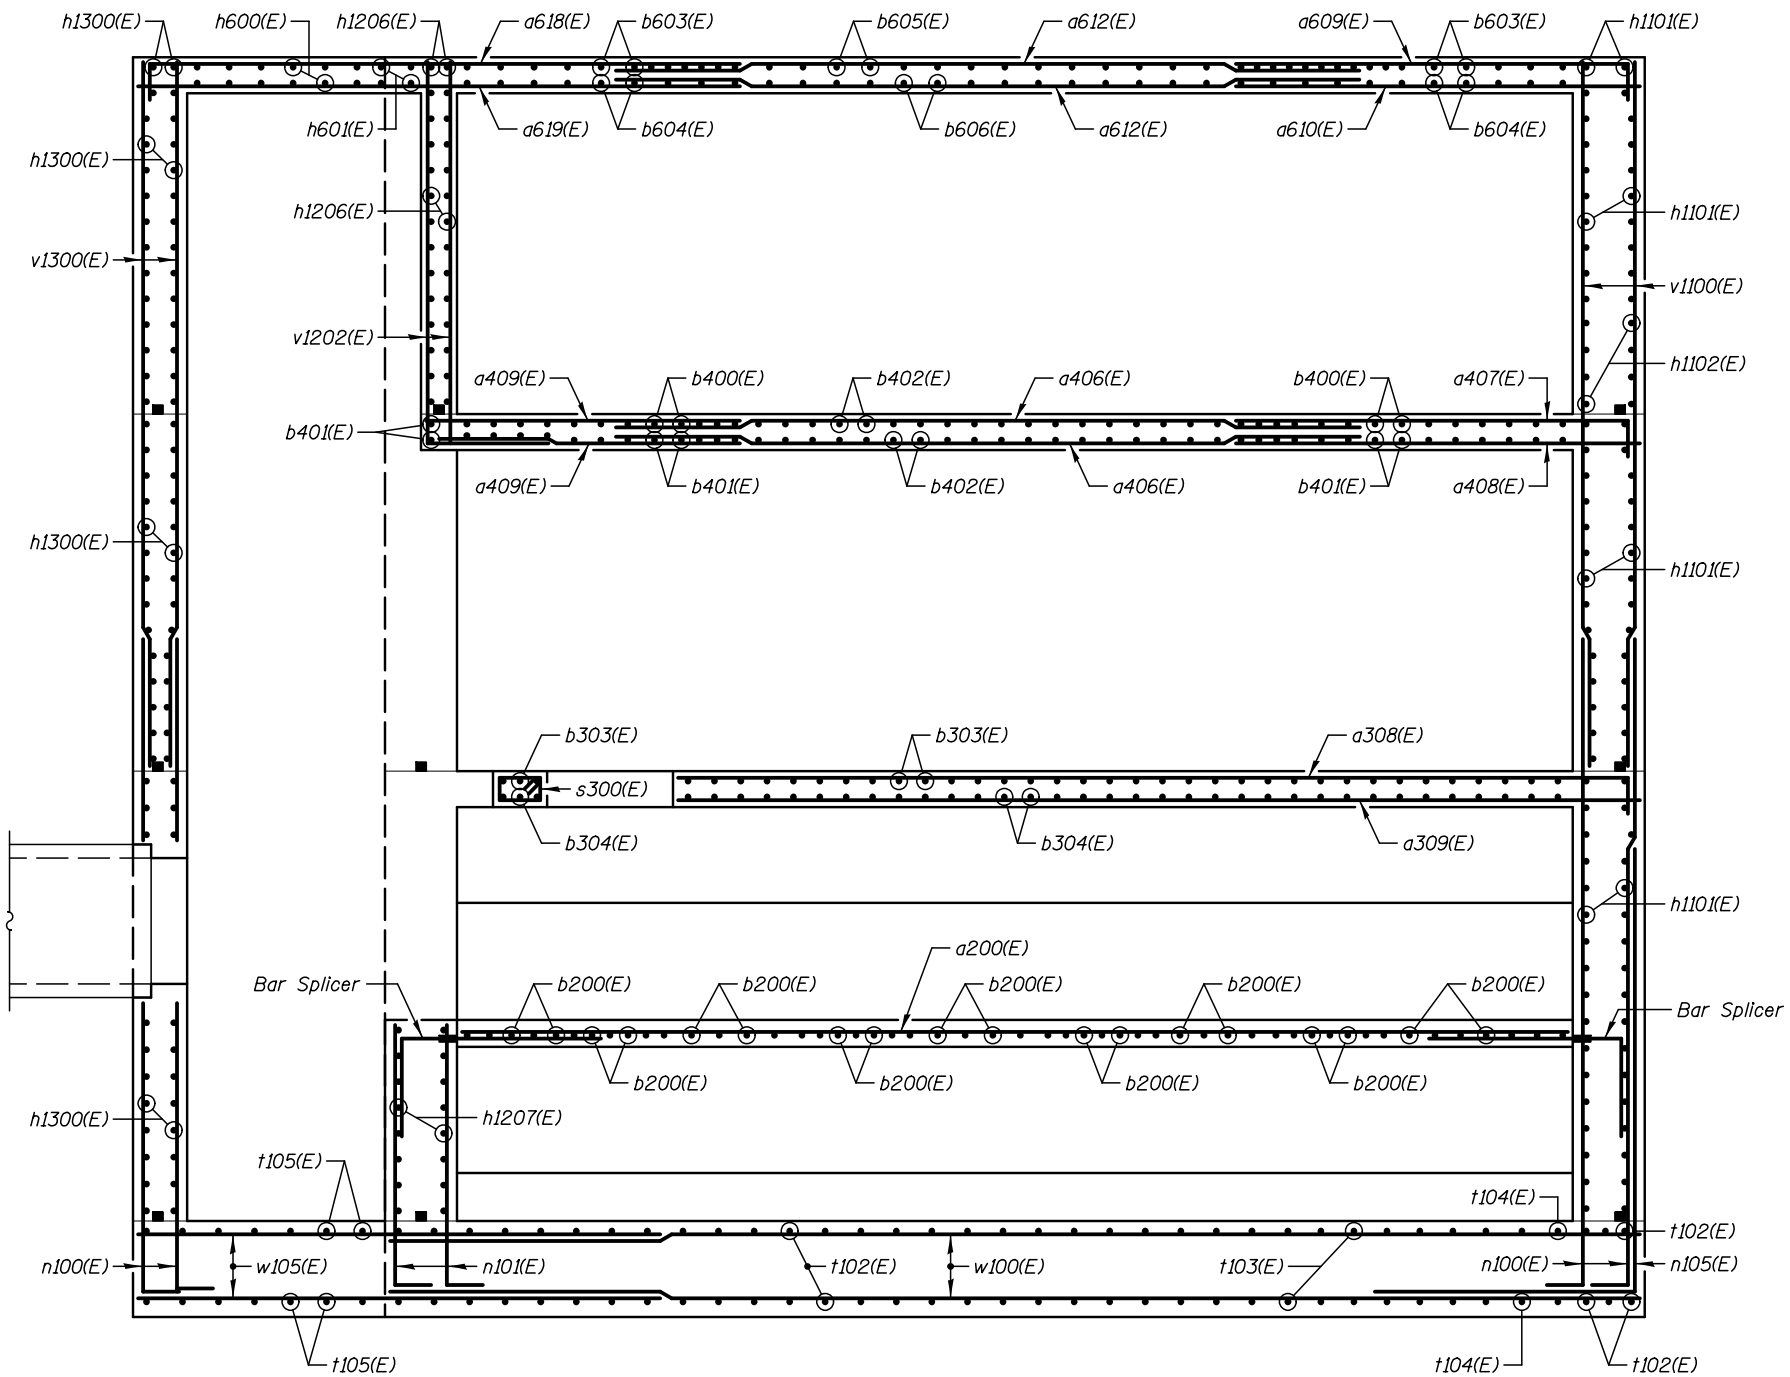 h1300(E) h600(E) h1206(E) a618(E) b603(E) b605(E) a612(E) a609(E) b603(E) h1101(E)
h601(E) a619(E) b604(E) b606(E) a612(E) a610(E) b604(E)
h1300(E)
h1206(E) h1101(E)
v1300(E)
v1100(E)
v1202(E)
h1102(E)
a409(E) b400(E) b402(E) a406(E) b400(E) a407(E)
b401(E)
a409(E) b401(E) b402(E) a406(E) b401(E) a408(E)
h1300(E)
h1101(E)
b303(E) b303(E) a308(E)
s300(E)
b304(E) b304(E) a309(E)
h1101(E)
a200(E)
Bar Splicer b200(E) b200(E) b200(E) b200(E) b200(E)
Bar Splicer
b200(E) b200(E) b200(E) b200(E)
h1300(E) h1207(E)
t105(E)
t104(E)
t102(E)
n100(E) w105(E) n101(E) t102(E) w100(E) t103(E) n100(E) n105(E)
t105(E) t104(E) t102(E)